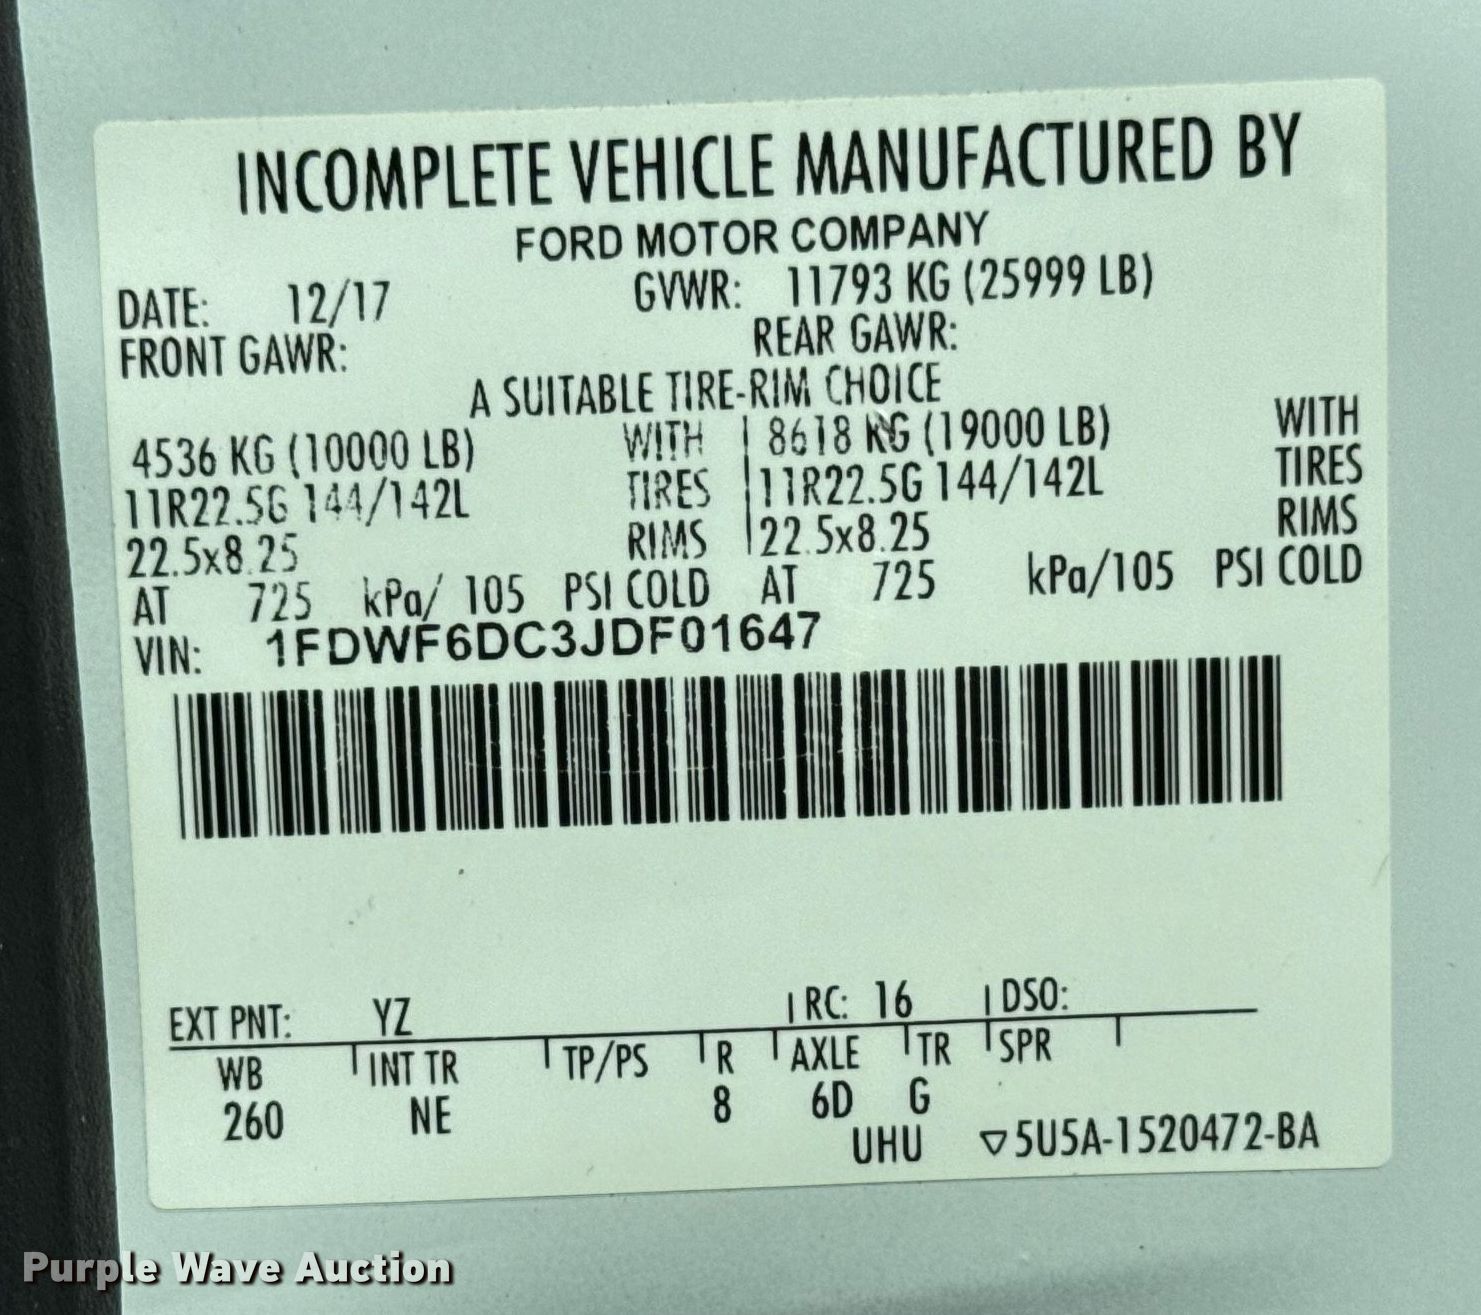 INCOMPLETE VEHICLE MANUFACTURED BY
FORD MOTOR COMPANY
DATE: 12/17 GVWR: 11793 KG (25999 LB)
FRONT GAWR: REAR GAWR:
A SUITABLE TIRE-RIM CHOICE
4536 KG (10000 LB) WITH 8618 KG (19000 LB) WITH
11R22.5G 144/142L TIRES 11R22.5G 144/142L TIRES
22.5x8.25 RIMS 22.5x8.25 RIMS
AT 725 kPa/ 105 PSI COLD AT 725 kPa/105 PSI COLD
VIN: 1FDWF6DC3JDF01647
EXT PNT: YZ RC: 16 DSO:
WB INT TR TP/PS R AXLE TR SPR
260 NE 8 6D G
UHU ▽5U5A-1520472-BA
Purple Wave Auction